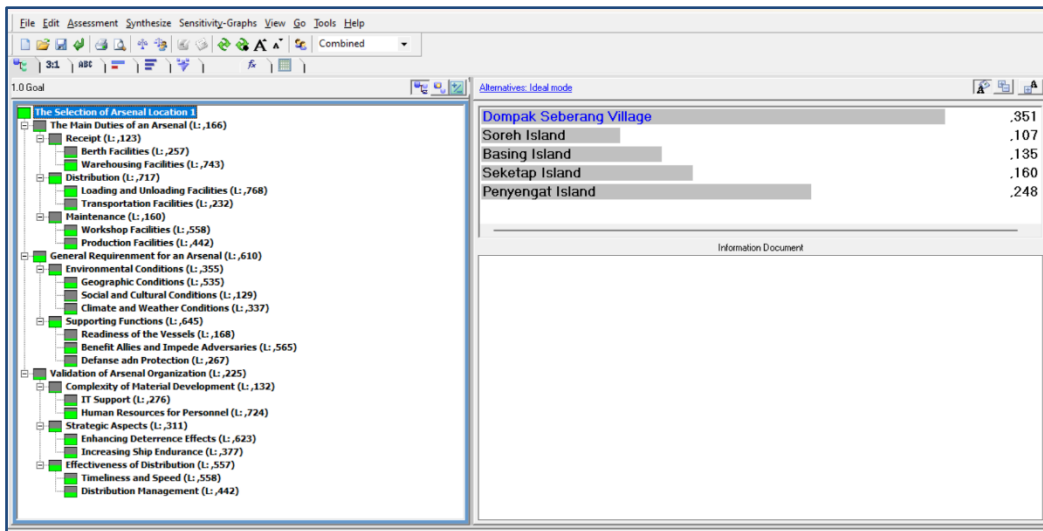 File Edit Assessment Synthesize Sensitivity-Graphs View Go Tools Help
Combined
3:1 ABC
1.0 Goal
The Selection of Arsenal Location 1
The Main Duties of an Arsenal (L: ,166)
Receipt (L: ,123)
Berth Facilities (L: ,257)
Warehousing Facilities (L: ,743)
Distribution (L: ,717)
Loading and Unloading Facilities (L: ,768)
Transportation Facilities (L: ,232)
Maintenance (L: ,160)
Workshop Facilities (L: ,558)
Production Facilities (L: ,442)
General Requirenment for an Arsenal (L: ,610)
Environmental Conditions (L: ,355)
Geographic Conditions (L: ,535)
Social and Cultural Conditions (L: ,129)
Climate and Weather Conditions (L: ,337)
Supporting Functions (L: ,645)
Readiness of the Vessels (L: ,168)
Benefit Allies and Impede Adversaries (L: ,565)
Defanse adn Protection (L: ,267)
Validation of Arsenal Organization (L: ,225)
Complexity of Material Development (L: ,132)
IT Support (L: ,276)
Human Resources for Personnel (L: ,724)
Strategic Aspects (L: ,311)
Enhancing Deterrence Effects (L: ,623)
Increasing Ship Endurance (L: ,377)
Effectiveness of Distribution (L: ,557)
Timeliness and Speed (L: ,558)
Distribution Management (L: ,442)
Alternatives: Ideal mode
Dompak Seberang Village ,351
Soreh Island ,107
Basing Island ,135
Seketap Island ,160
Penyengat Island ,248
Information Document